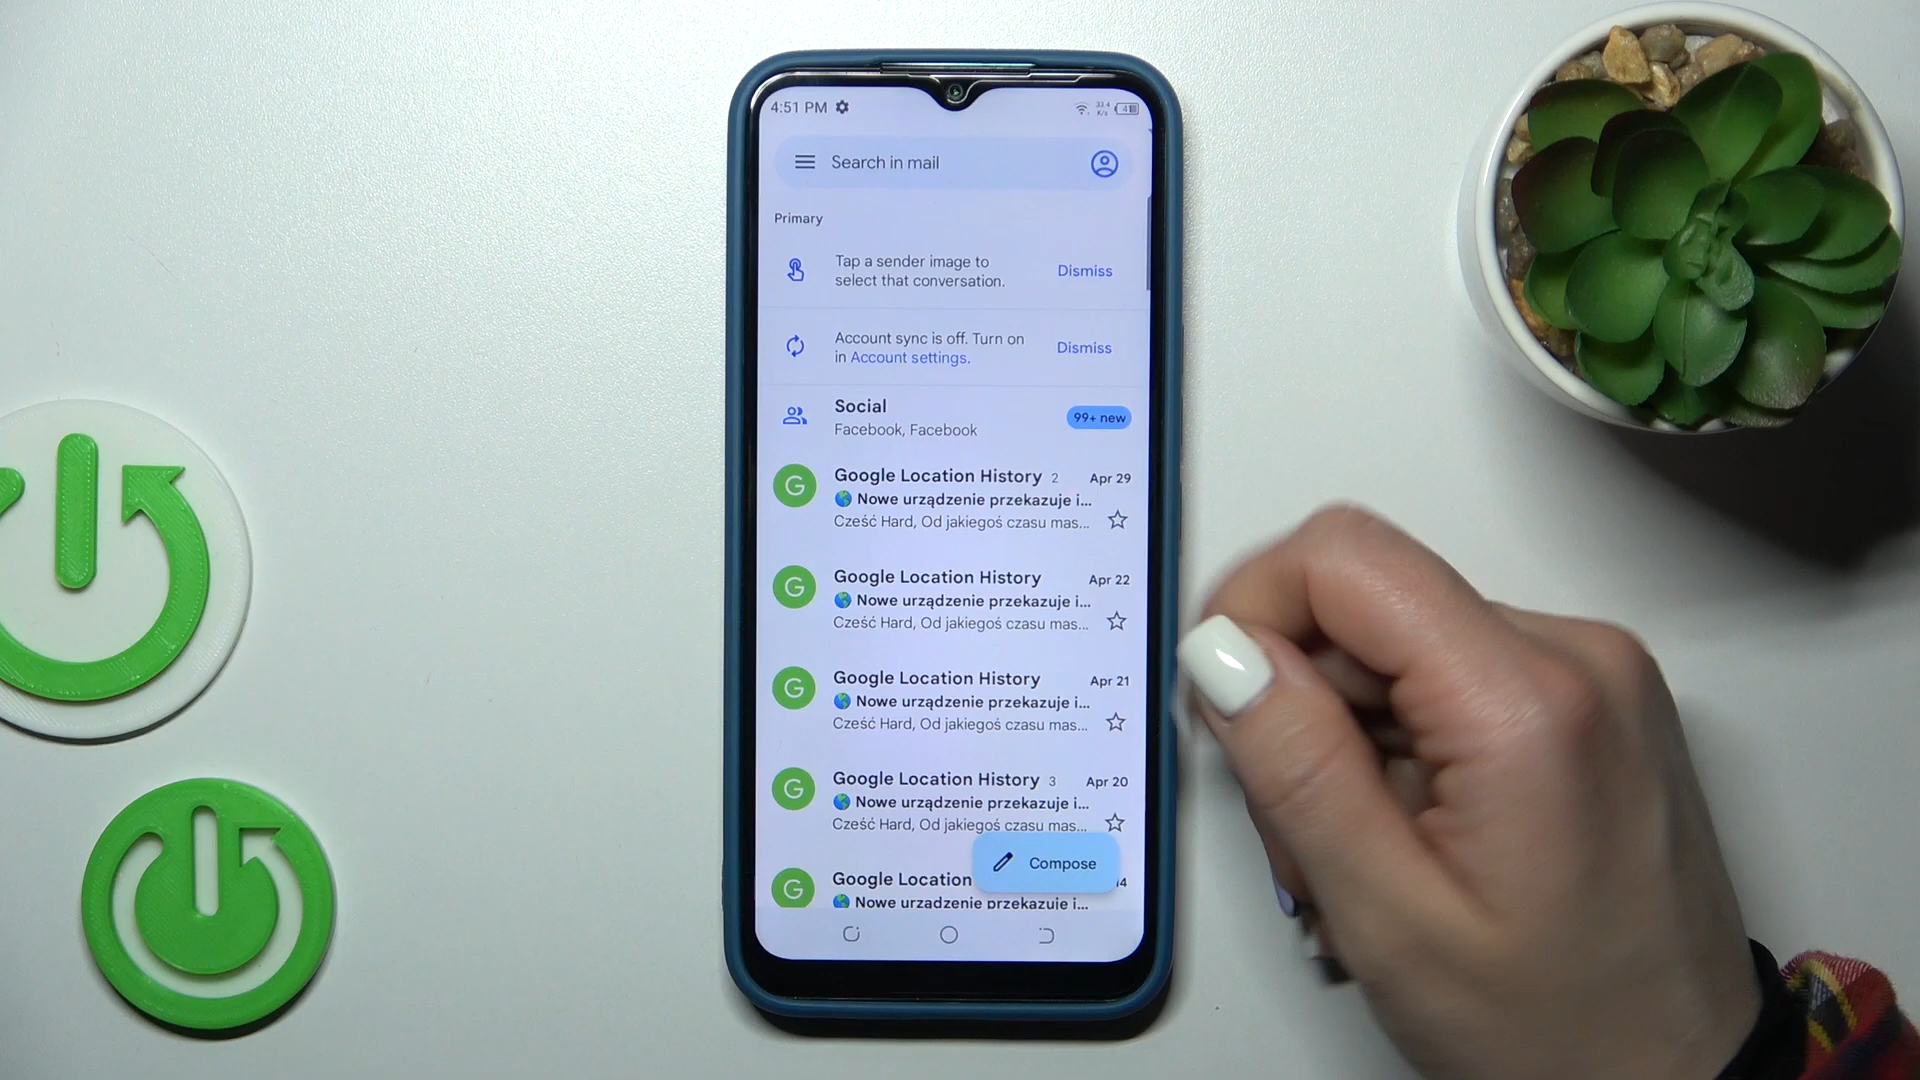 4:51 PM
33.4
K/s
41
Search in mail
Primary
Tap a sender image to
select that conversation.
Dismiss
Account sync is off. Turn on
in Account settings.
Dismiss
Social
99+ new
Facebook, Facebook
Google Location History 2 Apr 29
Nowe urządzenie przekazuje i...
Cześć Hard, Od jakiegoś czasu mas...
Google Location History Apr 22
Nowe urządzenie przekazuje i...
Cześć Hard, Od jakiegoś czasu mas...
Google Location History Apr 21
Nowe urządzenie przekazuje i...
Cześć Hard, Od jakiegoś czasu mas...
Google Location History 3 Apr 20
Nowe urządzenie przekazuje i...
Cześć Hard, Od jakiegoś czasu mas...
Compose
Google Location 14
Nowe urządzenie przekazuje i...
G
G
G
G
G